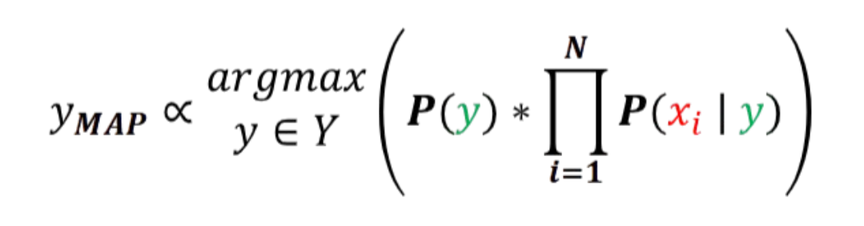 y_MAP ∝ argmax y ∈ Y ( P(y) * ∏_{i=1}^{N} P(x_i | y) )